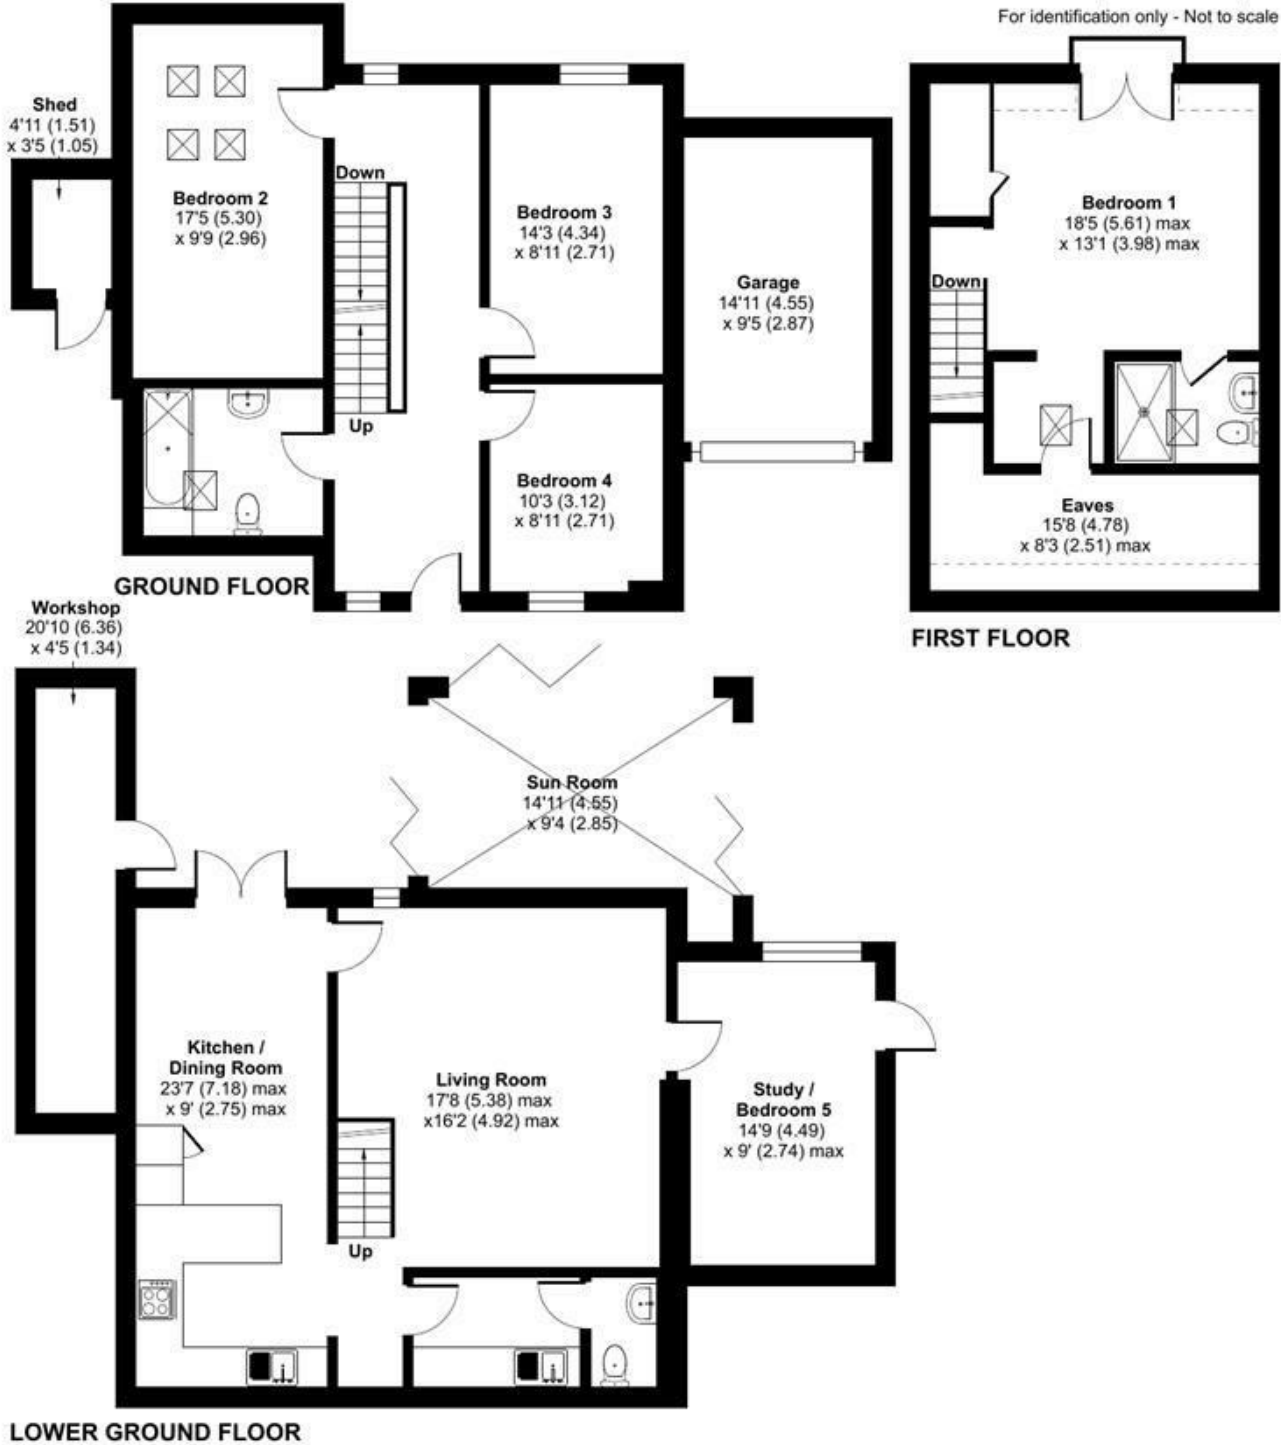 For identification only - Not to scale
Shed
4'11 (1.51)
x 3'5 (1.05)
Bedroom 2
17'5 (5.30)
x 9'9 (2.96)
Down
Up
Bedroom 3
14'3 (4.34)
x 8'11 (2.71)
Bedroom 4
10'3 (3.12)
x 8'11 (2.71)
Garage
14'11 (4.55)
x 9'5 (2.87)
GROUND FLOOR
Bedroom 1
18'5 (5.61) max
x 13'1 (3.98) max
Down
Eaves
15'8 (4.78)
x 8'3 (2.51) max
FIRST FLOOR
Workshop
20'10 (6.36)
x 4'5 (1.34)
Sun Room
14'11 (4.55)
x 9'4 (2.85)
Kitchen /
Dining Room
23'7 (7.18) max
x 9' (2.75) max
Living Room
17'8 (5.38) max
x16'2 (4.92) max
Up
Study /
Bedroom 5
14'9 (4.49)
x 9' (2.74) max
LOWER GROUND FLOOR